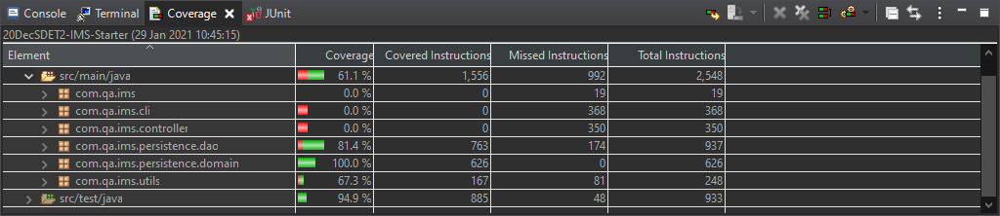 Console Terminal Coverage JUnit
20DecSDET2-IMS-Starter (29 Jan 2021 10:45:15)
Element Coverage Covered Instructions Missed Instructions Total Instructions
src/main/java 61.1 % 1,556 992 2,548
com.qa.ims 0.0 % 0 19 19
com.qa.ims.cli 0.0 % 0 368 368
com.qa.ims.controller 0.0 % 0 350 350
com.qa.ims.persistence.dao 81.4 % 763 174 937
com.qa.ims.persistence.domain 100.0 % 626 0 626
com.qa.ims.utils 67.3 % 167 81 248
src/test/java 94.9 % 885 48 933